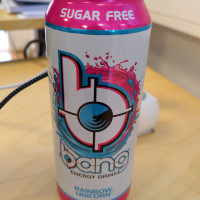 SUGAR FREE
b
bang
ENERGY DRINK
RAINBOW
UNICORN